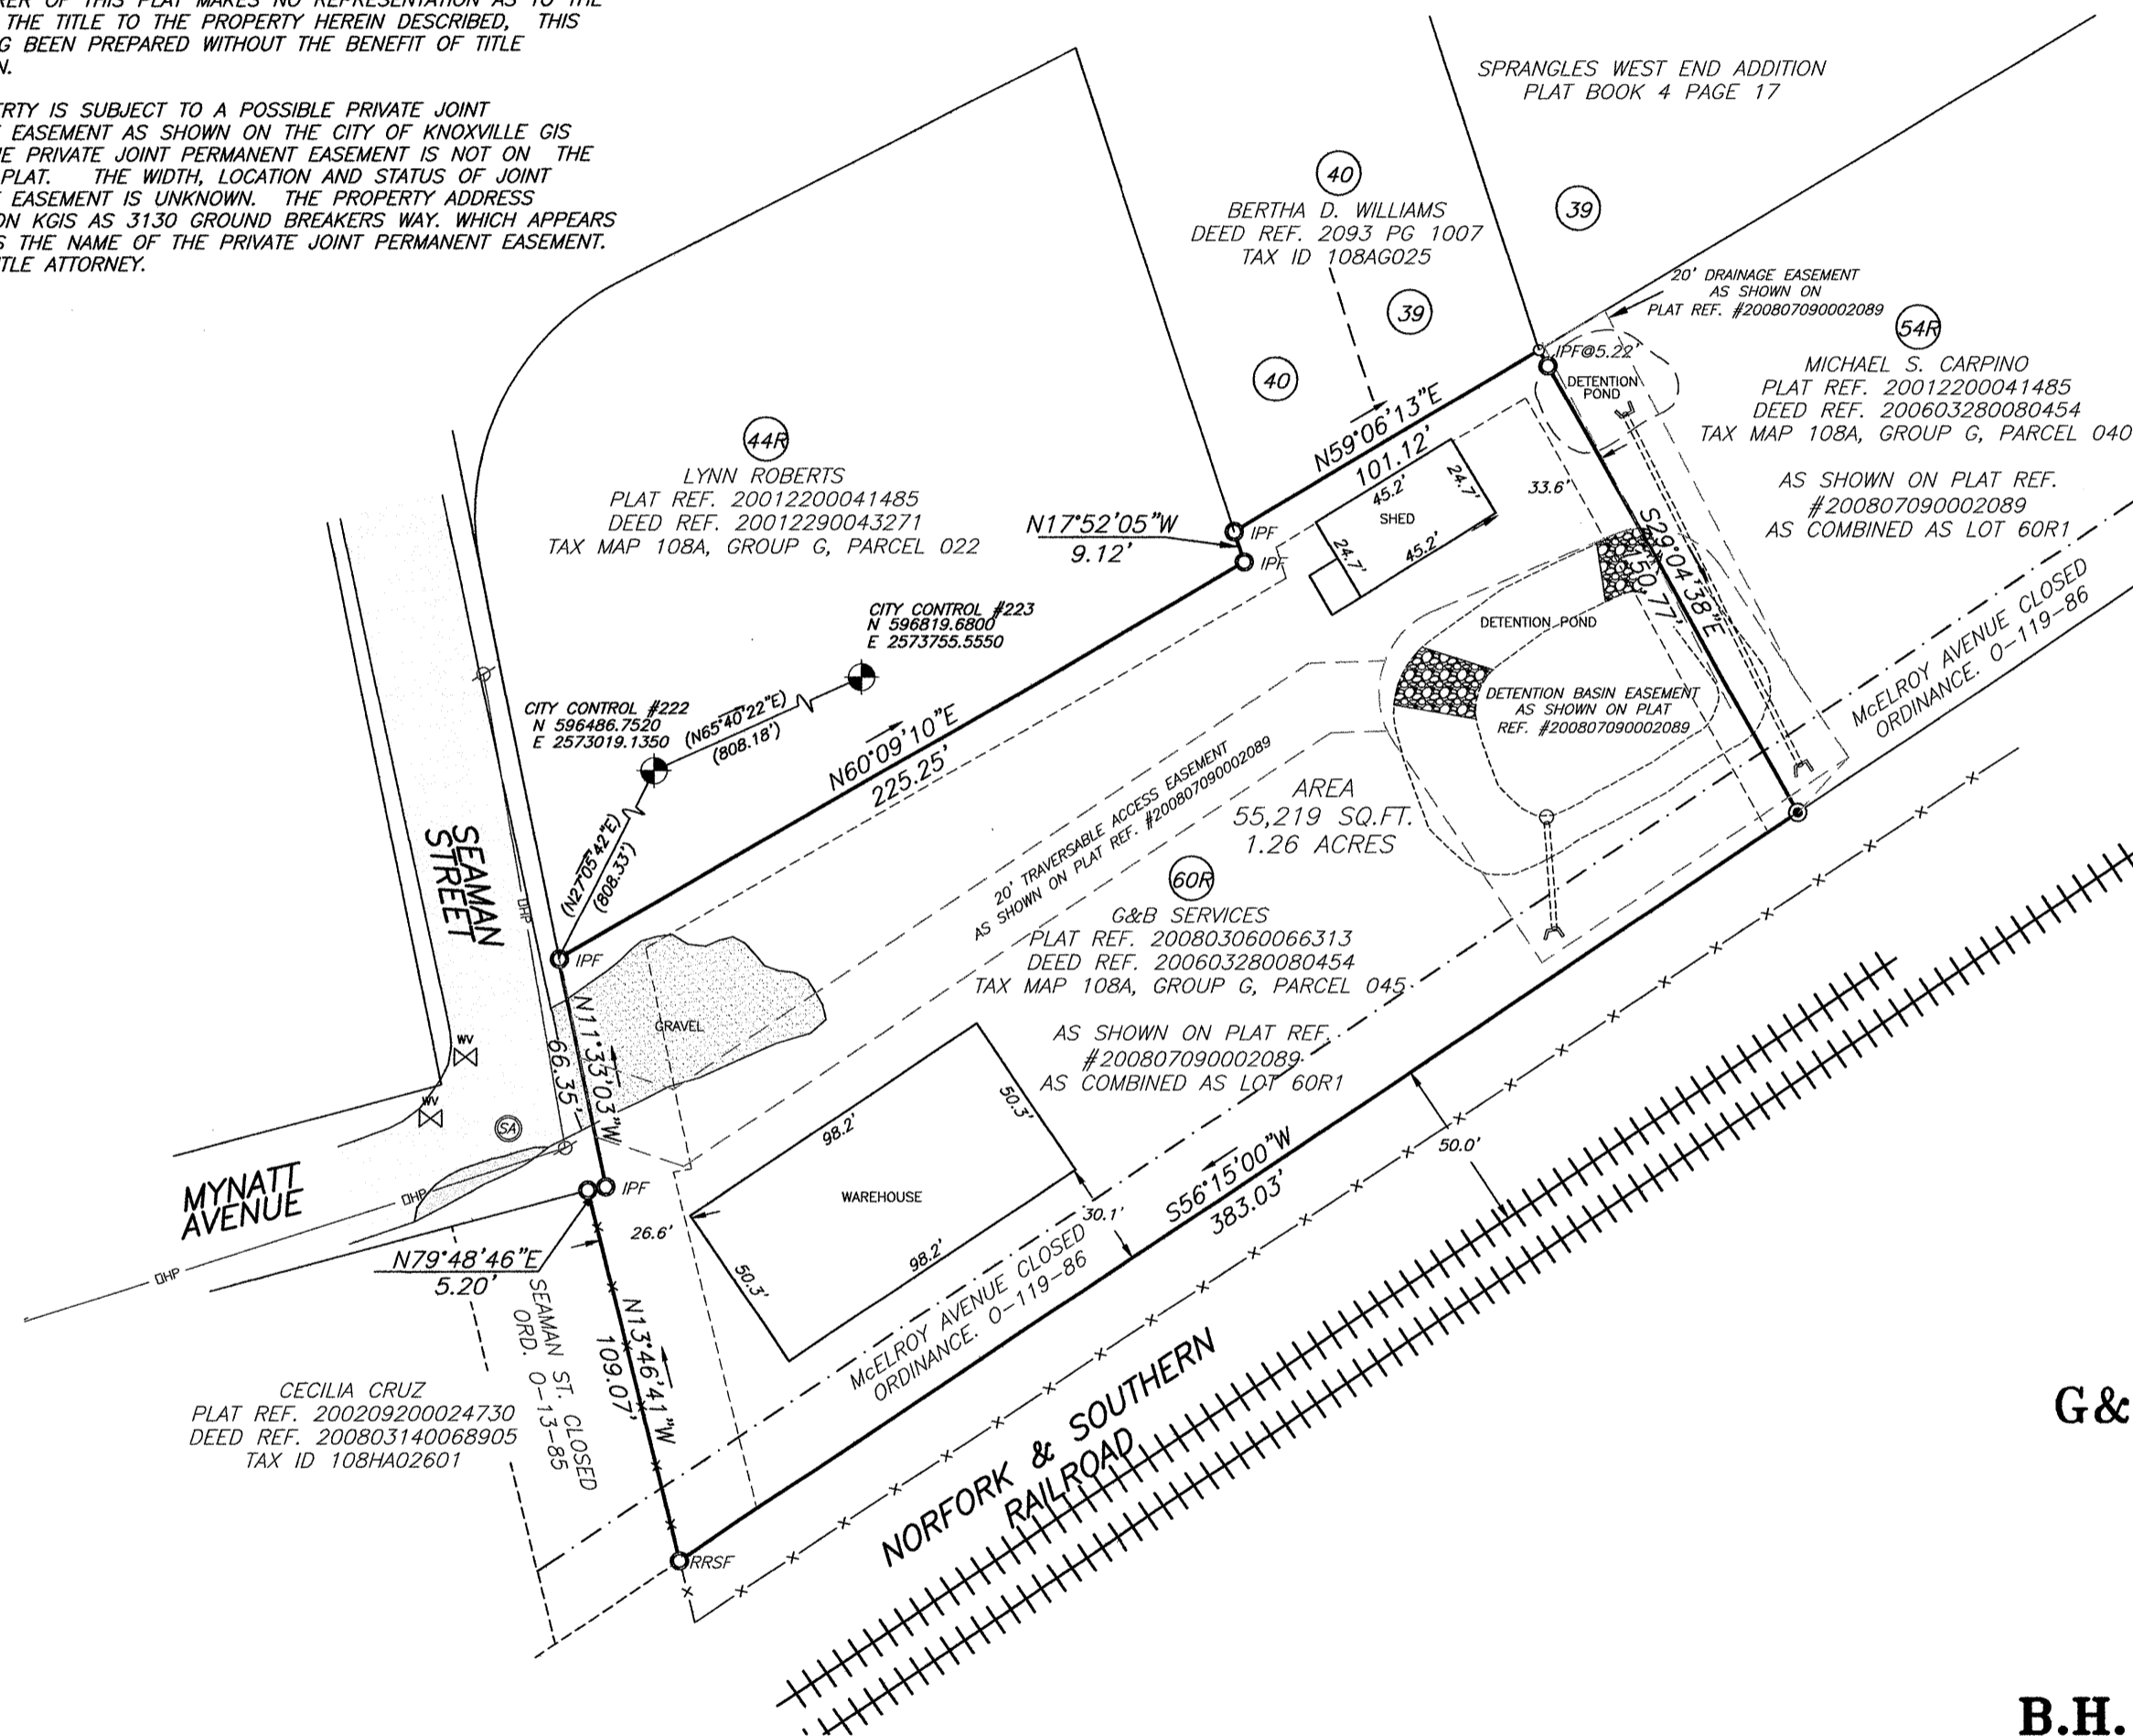 OF THIS PLAT MAKES NO REPRESENTATION AS TO THE
THE TITLE TO THE PROPERTY HEREIN DESCRIBED, THIS
BEEN PREPARED WITHOUT THE BENEFIT OF TITLE
N.
IS SUBJECT TO A POSSIBLE PRIVATE JOINT
EASEMENT AS SHOWN ON THE CITY OF KNOXVILLE GIS
PRIVATE JOINT PERMANENT EASEMENT IS NOT ON THE
PLAT. THE WIDTH, LOCATION AND STATUS OF JOINT
EASEMENT IS UNKNOWN. THE PROPERTY ADDRESS
ON KGIS AS 3130 GROUND BREAKERS WAY. WHICH APPEARS
THE NAME OF THE PRIVATE JOINT PERMANENT EASEMENT.
TLE ATTORNEY.
SPRANGLES WEST END ADDITION
PLAT BOOK 4 PAGE 17
40
BERTHA D. WILLIAMS
DEED REF. 2093 PG 1007
TAX ID 108AG025
39
39
40
20' DRAINAGE EASEMENT
AS SHOWN ON
PLAT REF. #200807090002089
54R
MICHAEL S. CARPINO
PLAT REF. 20012200041485
DEED REF. 200603280080454
TAX MAP 108A, GROUP G, PARCEL 040
AS SHOWN ON PLAT REF.
#200807090002089
AS COMBINED AS LOT 60R1
IPF@5.22'
DETENTION
POND
44R
LYNN ROBERTS
PLAT REF. 20012200041485
DEED REF. 20012290043271
TAX MAP 108A, GROUP G, PARCEL 022
N17°52'05"W
9.12'
IPF
IPF
N59°06'13"E
101.12'
45.2'
24.7'
SHED
24.7'
45.2'
33.6'
S29°04'38"E
150.77'
McELROY AVENUE CLOSED
ORDINANCE. O-119-86
CITY CONTROL #223
N 596819.6800
E 2573755.5550
CITY CONTROL #222
N 596486.7520
E 2573019.1350
(N65°40'22"E)
(808.18')
(N27°05'42"E)
(808.33')
N60°09'10"E
225.25'
DETENTION POND
DETENTION BASIN EASEMENT
AS SHOWN ON PLAT
REF. #200807090002089
20' TRAVERSABLE ACCESS EASEMENT
AS SHOWN ON PLAT REF. #200807090002089
AREA
55,219 SQ.FT.
1.26 ACRES
60R
G&B SERVICES
PLAT REF. 200803060066313
DEED REF. 200603280080454
TAX MAP 108A, GROUP G, PARCEL 045
AS SHOWN ON PLAT REF.
#200807090002089
AS COMBINED AS LOT 60R1
SEAMAN
STREET
OHP
IPF
GRAVEL
N11°33'03"W
66.35'
WV
WV
SA
MYNATT
AVENUE
OHP
OHP
IPF
N79°48'46"E
5.20'
26.6'
98.2'
50.3'
WAREHOUSE
98.2'
50.3'
30.1'
S56°15'00"W
383.03'
50.0'
McELROY AVENUE CLOSED
ORDINANCE. O-119-86
SEAMAN ST. CLOSED
ORD. O-13-85
N13°46'41"W
109.07'
CECILIA CRUZ
PLAT REF. 200209200024730
DEED REF. 200803140068905
TAX ID 108HA02601
RRSF
NORFORK & SOUTHERN
RAILROAD
G&
B.H.